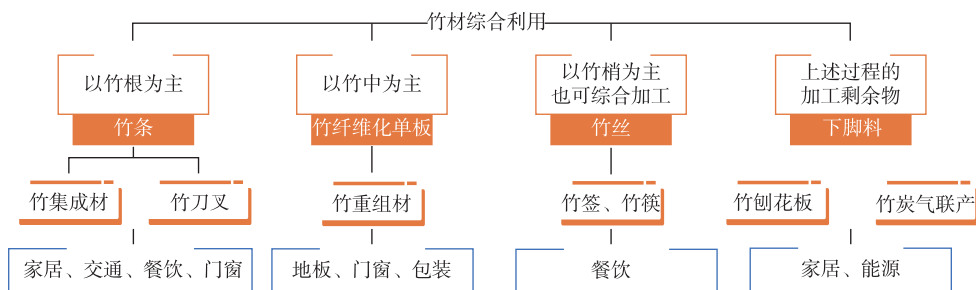 竹材综合利用
以竹根为主
竹条
竹集成材
竹刀叉
家居、交通、餐饮、门窗
以竹中为主
竹纤维化单板
竹重组材
地板、门窗、包装
以竹梢为主
也可综合加工
竹丝
竹签、竹筷
餐饮
上述过程的
加工剩余物
下脚料
竹刨花板
竹炭气联产
家居、能源